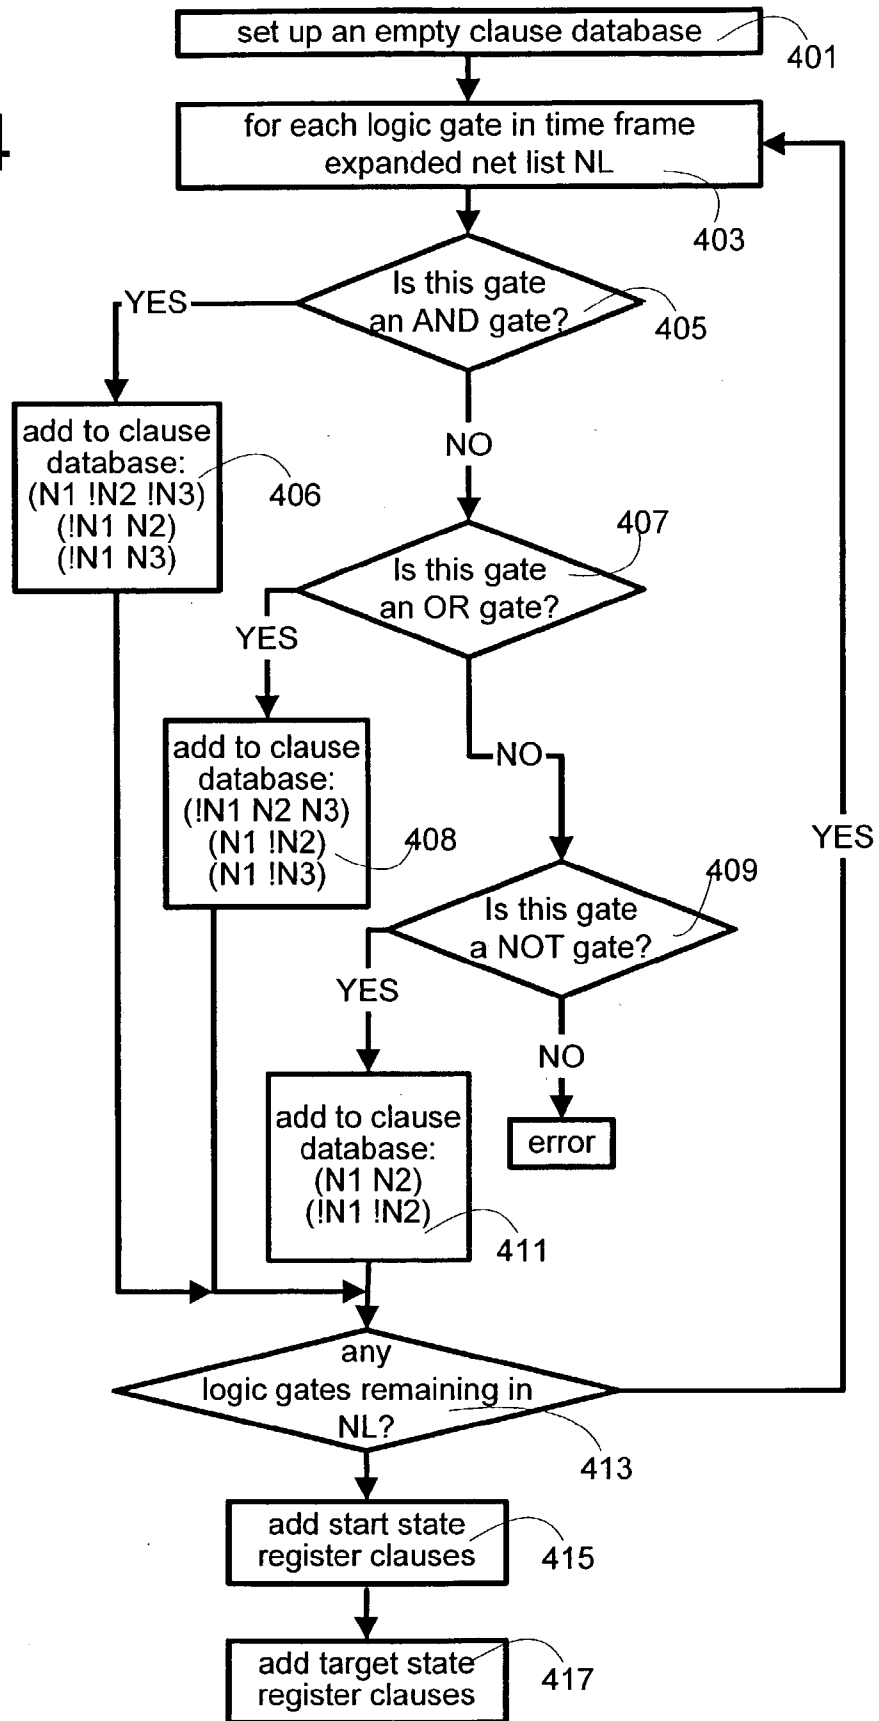 set up an empty clause database
401
4
for each logic gate in time frame
expanded net list NL
403
Is this gate
an AND gate?
405
YES
NO
add to clause
database:
(N1 !N2 !N3)
(!N1 N2)
(!N1 N3)
406
407
Is this gate
an OR gate?
YES
NO
add to clause
database:
(!N1 N2 N3)
(N1 !N2)
(N1 !N3)
408
YES
409
Is this gate
a NOT gate?
YES
NO
error
add to clause
database:
(N1 N2)
(!N1 !N2)
411
any
logic gates remaining in
NL?
413
add start state
register clauses
415
add target state
register clauses
417